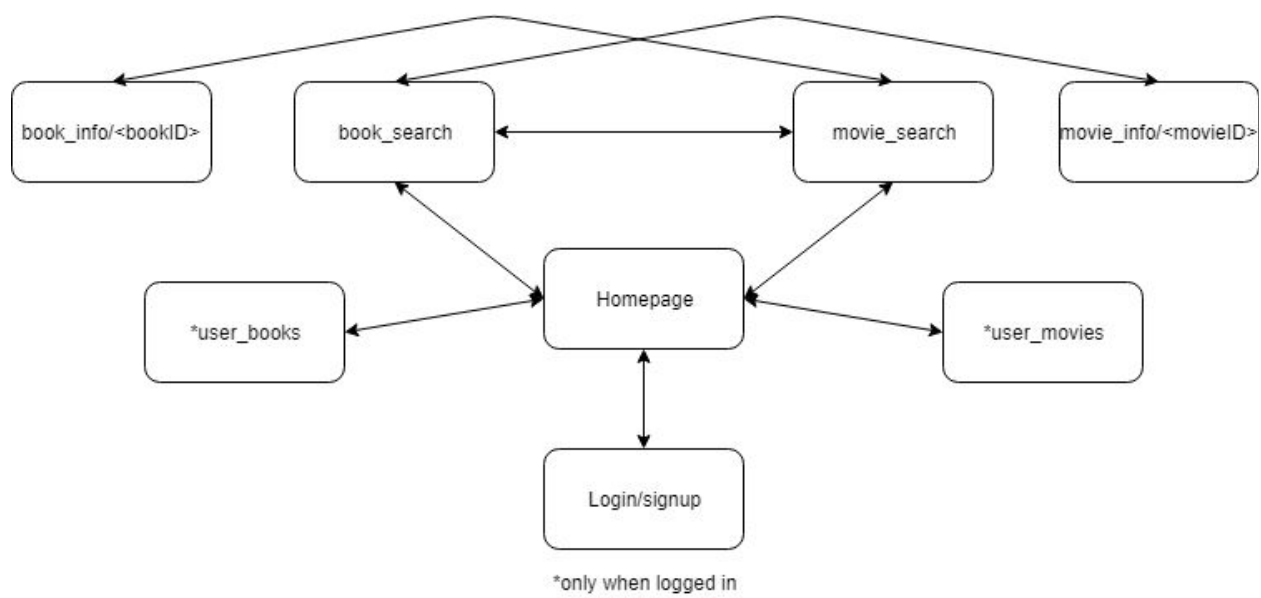 book_info/<bookID>
book_search
movie_search
movie_info/<movieID>
Homepage
*user_books
*user_movies
Login/signup
*only when logged in